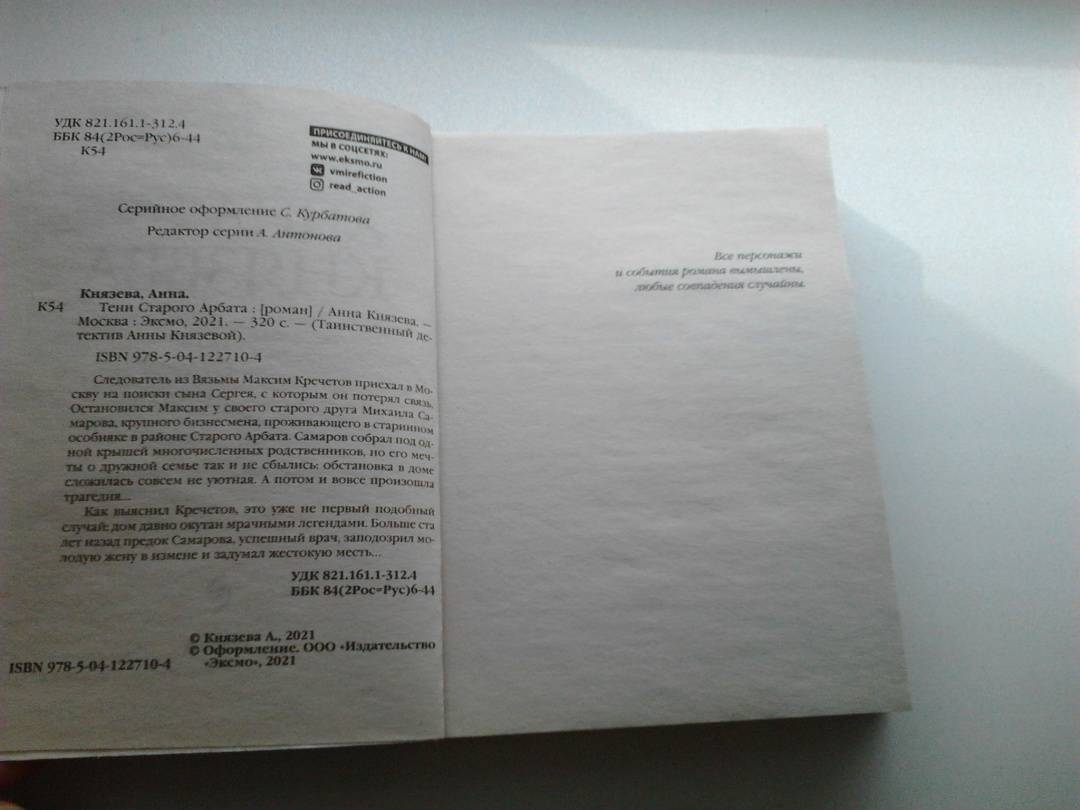 УДК 821.161.1-312.4
ББК 84(2Рос=Рус)6-44
К54
ПРИСОЕДИНЯЙТЕСЬ К НАМ!
МЫ В СОЦСЕТЯХ:
www.eksmo.ru
vmirefiction
read_action
Серийное оформление С. Курбатова
Редактор серии А. Антонова
Князева, Анна.
К54 Тени Старого Арбата : [роман] / Анна Князева. —
Москва : Эксмо, 2021. — 320 с. — (Таинственный де-
тектив Анны Князевой).
ISBN 978-5-04-122710-4
Следователь из Вязьмы Максим Кречетов приехал в Мо-
скву на поиски сына Сергея, с которым он потерял связь.
Остановился Максим у своего старого друга Михаила Са-
марова, крупного бизнесмена, проживающего в старинном
особняке в районе Старого Арбата. Самаров собрал под од-
ной крышей многочисленных родственников, но его меч-
ты о дружной семье так и не сбылись: обстановка в доме
сложилась совсем не уютная. А потом и вовсе произошла
трагедия...
Как выяснил Кречетов, это уже не первый подобный
случай: дом давно окутан мрачными легендами. Больше ста
лет назад предок Самарова, успешный врач, заподозрил мо-
лодую жену в измене и задумал жестокую месть...
УДК 821.161.1-312.4
ББК 84(2Рос=Рус)6-44
© Князева А., 2021
© Оформление. ООО «Издательство
«Эксмо», 2021
ISBN 978-5-04-122710-4
Все персонажи
и события романа вымышлены,
любые совпадения случайны.